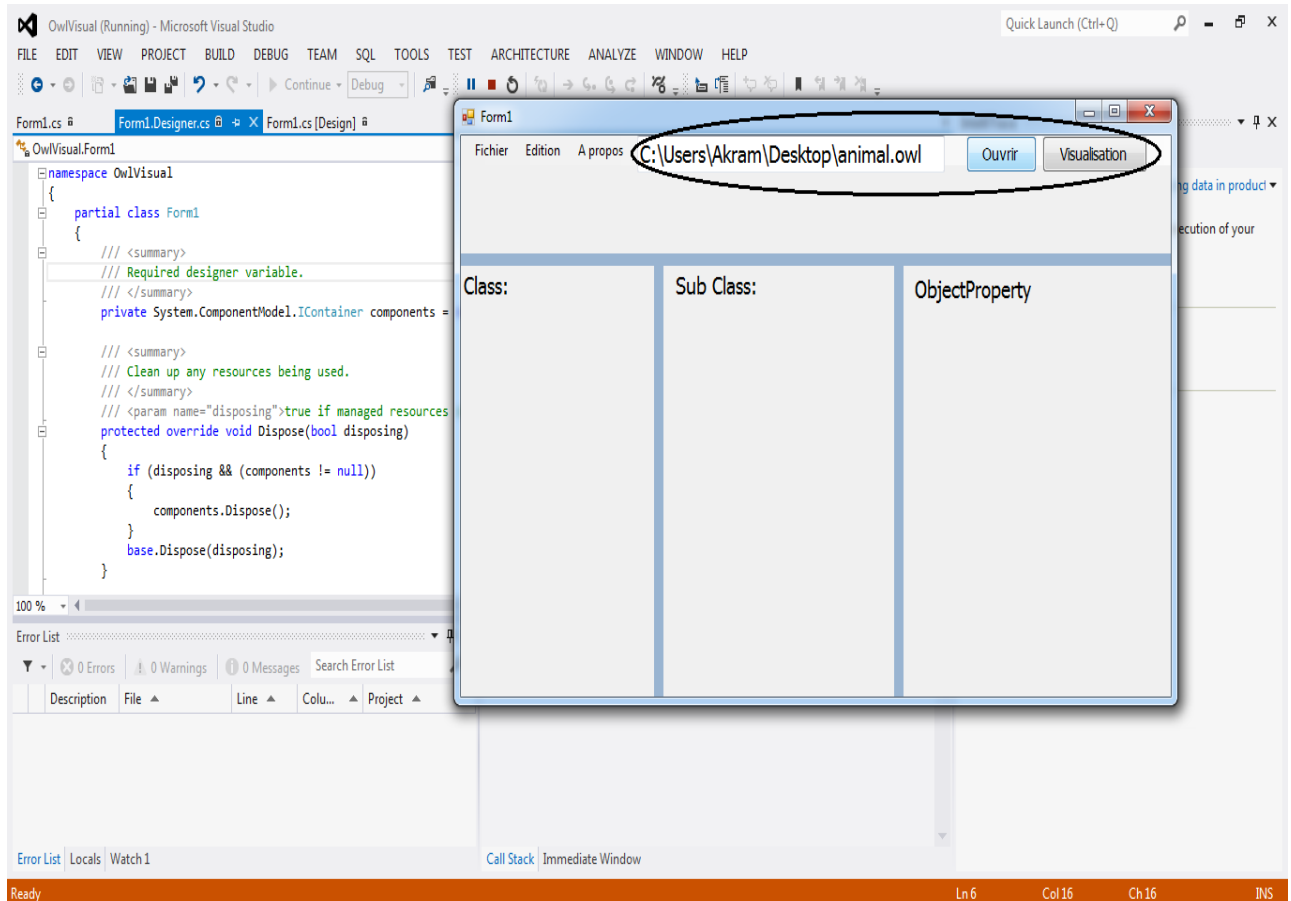 OwlVisual (Running) - Microsoft Visual Studio
Quick Launch (Ctrl+Q)
FILE EDIT VIEW PROJECT BUILD DEBUG TEAM SQL TOOLS TEST ARCHITECTURE ANALYZE WINDOW HELP
Continue Debug
Form1.cs Form1.Designer.cs Form1.cs [Design]
OwlVisual.Form1
namespace OwlVisual
{
partial class Form1
{
/// <summary>
/// Required designer variable.
/// </summary>
private System.ComponentModel.IContainer components =
/// <summary>
/// Clean up any resources being used.
/// </summary>
/// <param name="disposing">true if managed resources
protected override void Dispose(bool disposing)
{
if (disposing && (components != null))
{
components.Dispose();
}
base.Dispose(disposing);
}
100 %
Form1
Fichier Edition A propos C:\Users\Akram\Desktop\animal.owl Ouvrir Visualisation
Class: Sub Class: ObjectProperty
data in product
ecution of your
Error List
0 Errors 0 Warnings 0 Messages Search Error List
Description File Line Colu... Project
Error List Locals Watch 1
Call Stack Immediate Window
Ready Ln 6 Col 16 Ch 16 INS